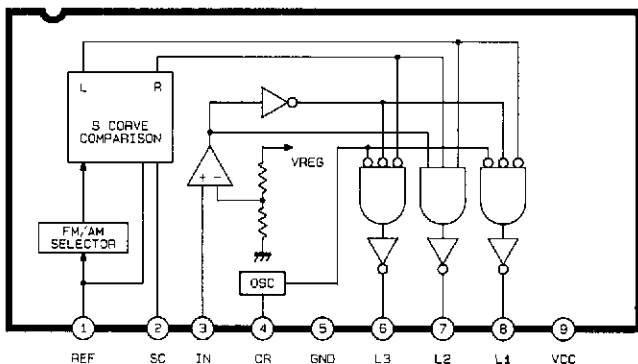 L R
S CORVE
COMPARISON
VREG
+ -
FM/AM
SELECTOR
OSC
1 2 3 4 5 6 7 8 9
REF SC IN CR GND L3 L2 L1 VCC